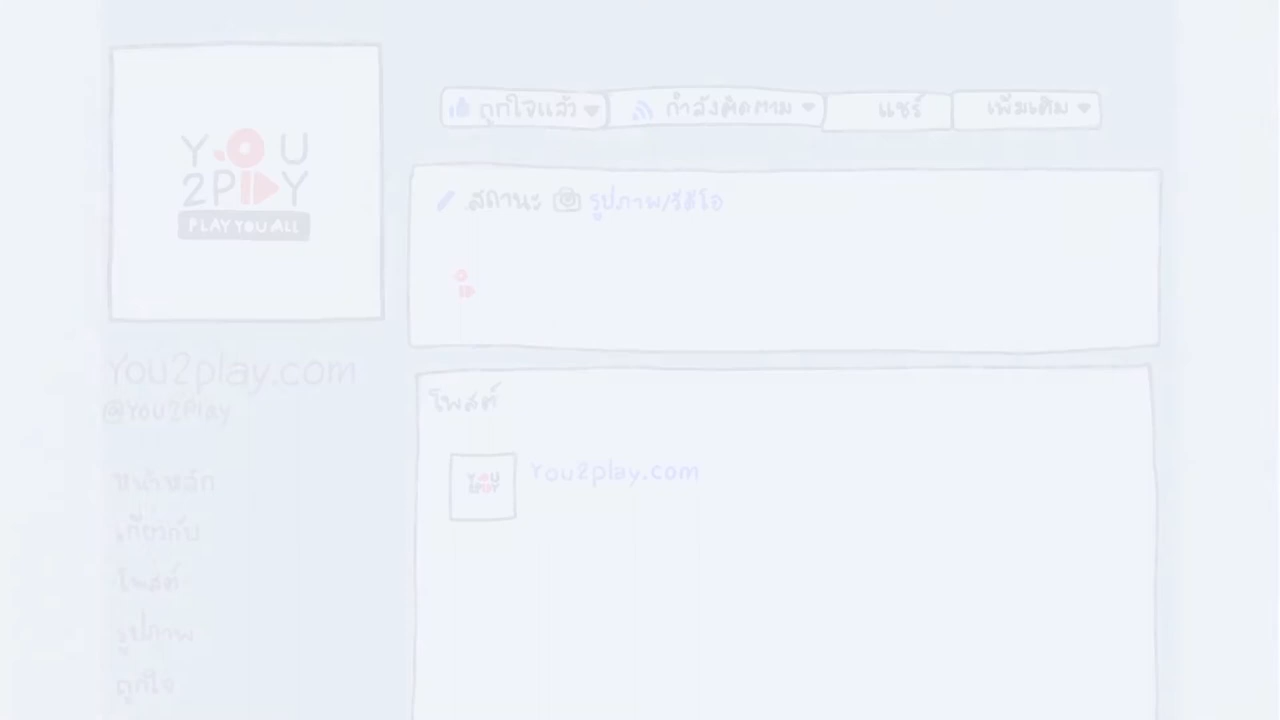 YOU
2PLAY
PLAY YOU ALL
ถูกใจแล้ว
กำลังติดตาม
แชร์
เพิ่มเติม
สถานะ รูปภาพ/วีดีโอ
You2play.com
@You2Play
หน้าหลัก
เกี่ยวกับ
โพสต์
รูปภาพ
ถูกใจ
โพสต์
YOU
2PLAY
You2play.com